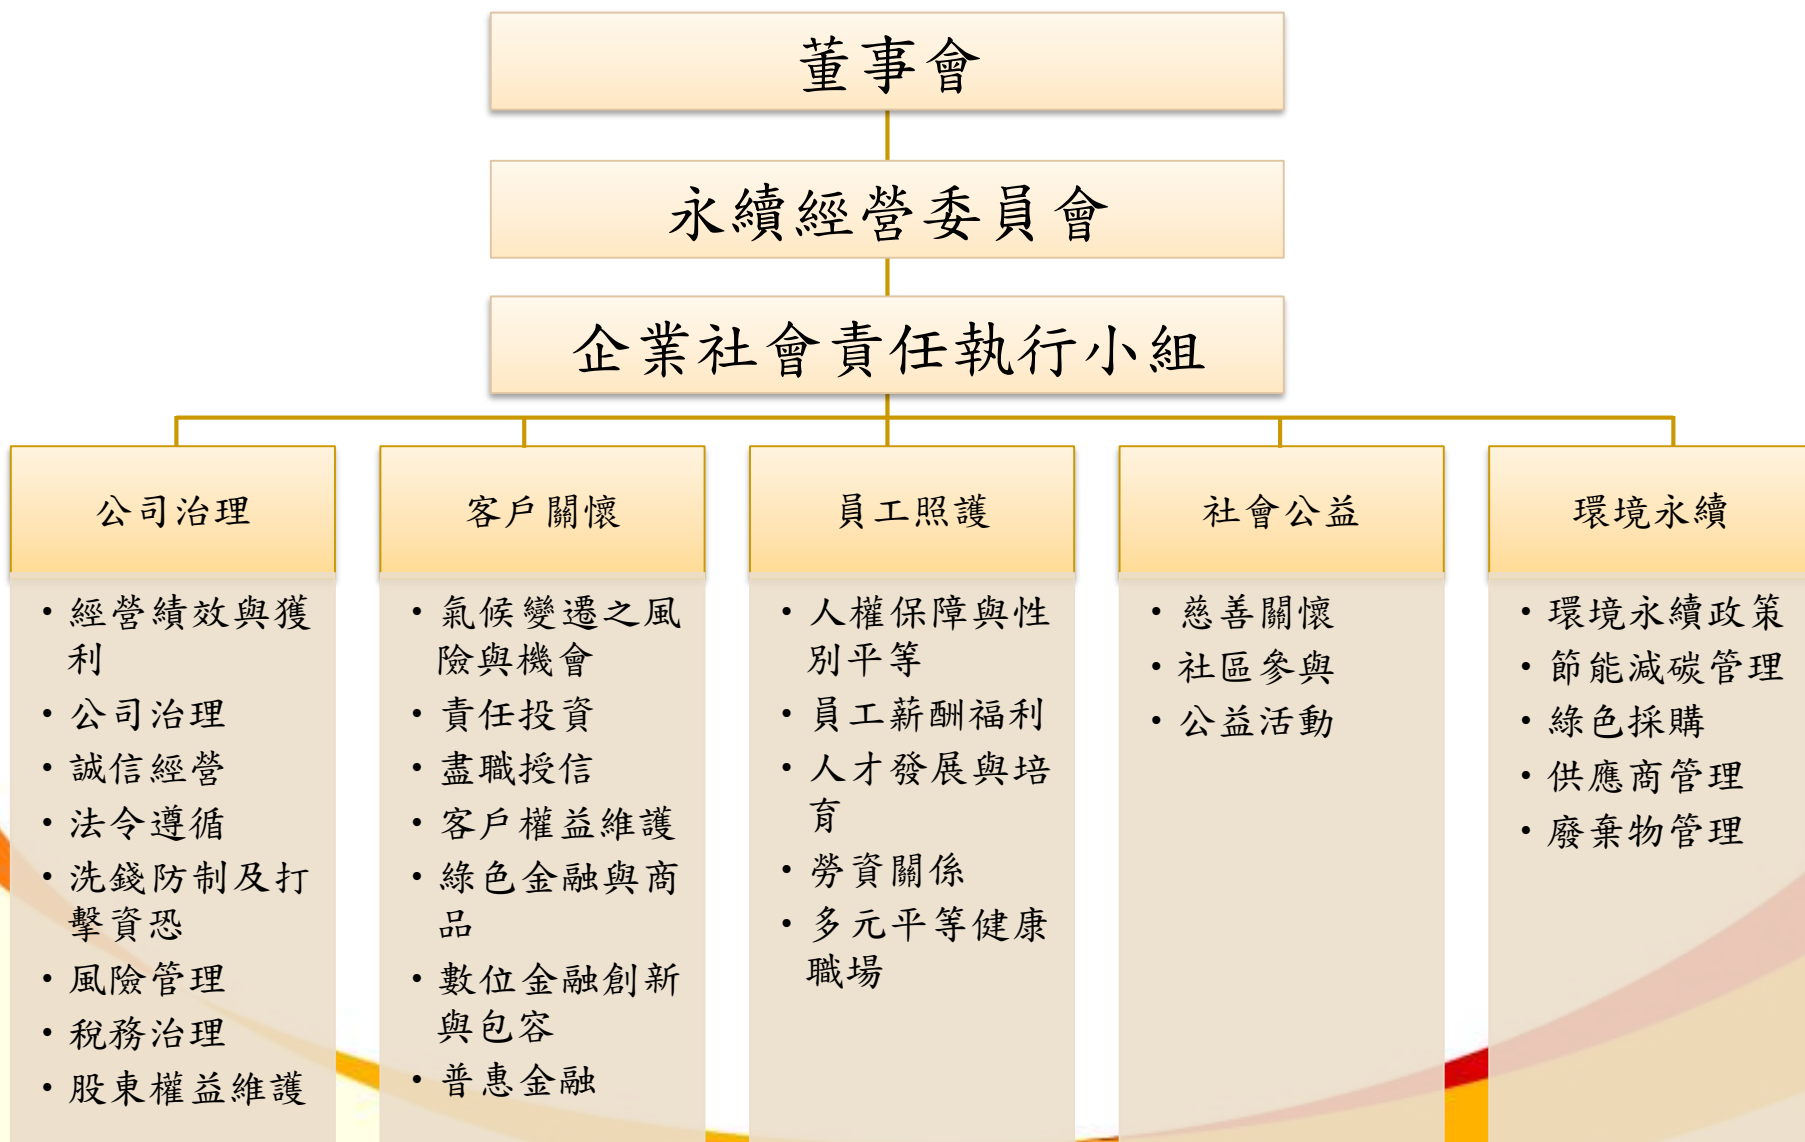 董事會
永續經營委員會
企業社會責任執行小組
公司治理
• 經營績效與獲
利
• 公司治理
• 誠信經營
• 法令遵循
• 洗錢防制及打
擊資恐
• 風險管理
• 稅務治理
• 股東權益維護
客戶關懷
• 氣候變遷之風
險與機會
• 責任投資
• 盡職授信
• 客戶權益維護
• 綠色金融與商
品
• 數位金融創新
與包容
• 普惠金融
員工照護
• 人權保障與性
別平等
• 員工薪酬福利
• 人才發展與培
育
• 勞資關係
• 多元平等健康
職場
社會公益
• 慈善關懷
• 社區參與
• 公益活動
環境永續
• 環境永續政策
• 節能減碳管理
• 綠色採購
• 供應商管理
• 廢棄物管理